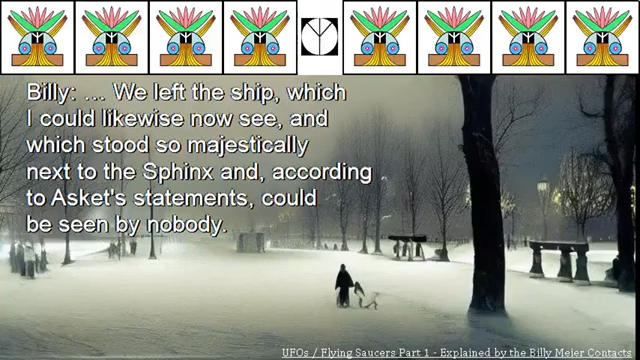 Billy: ... We left the ship, which
I could likewise now see, and
which stood so majestically
next to the Sphinx and, according
to Asket's statements, could
be seen by nobody.
UFOs / Flying Saucers Part 1 - Explained by the Billy Meier Contacts